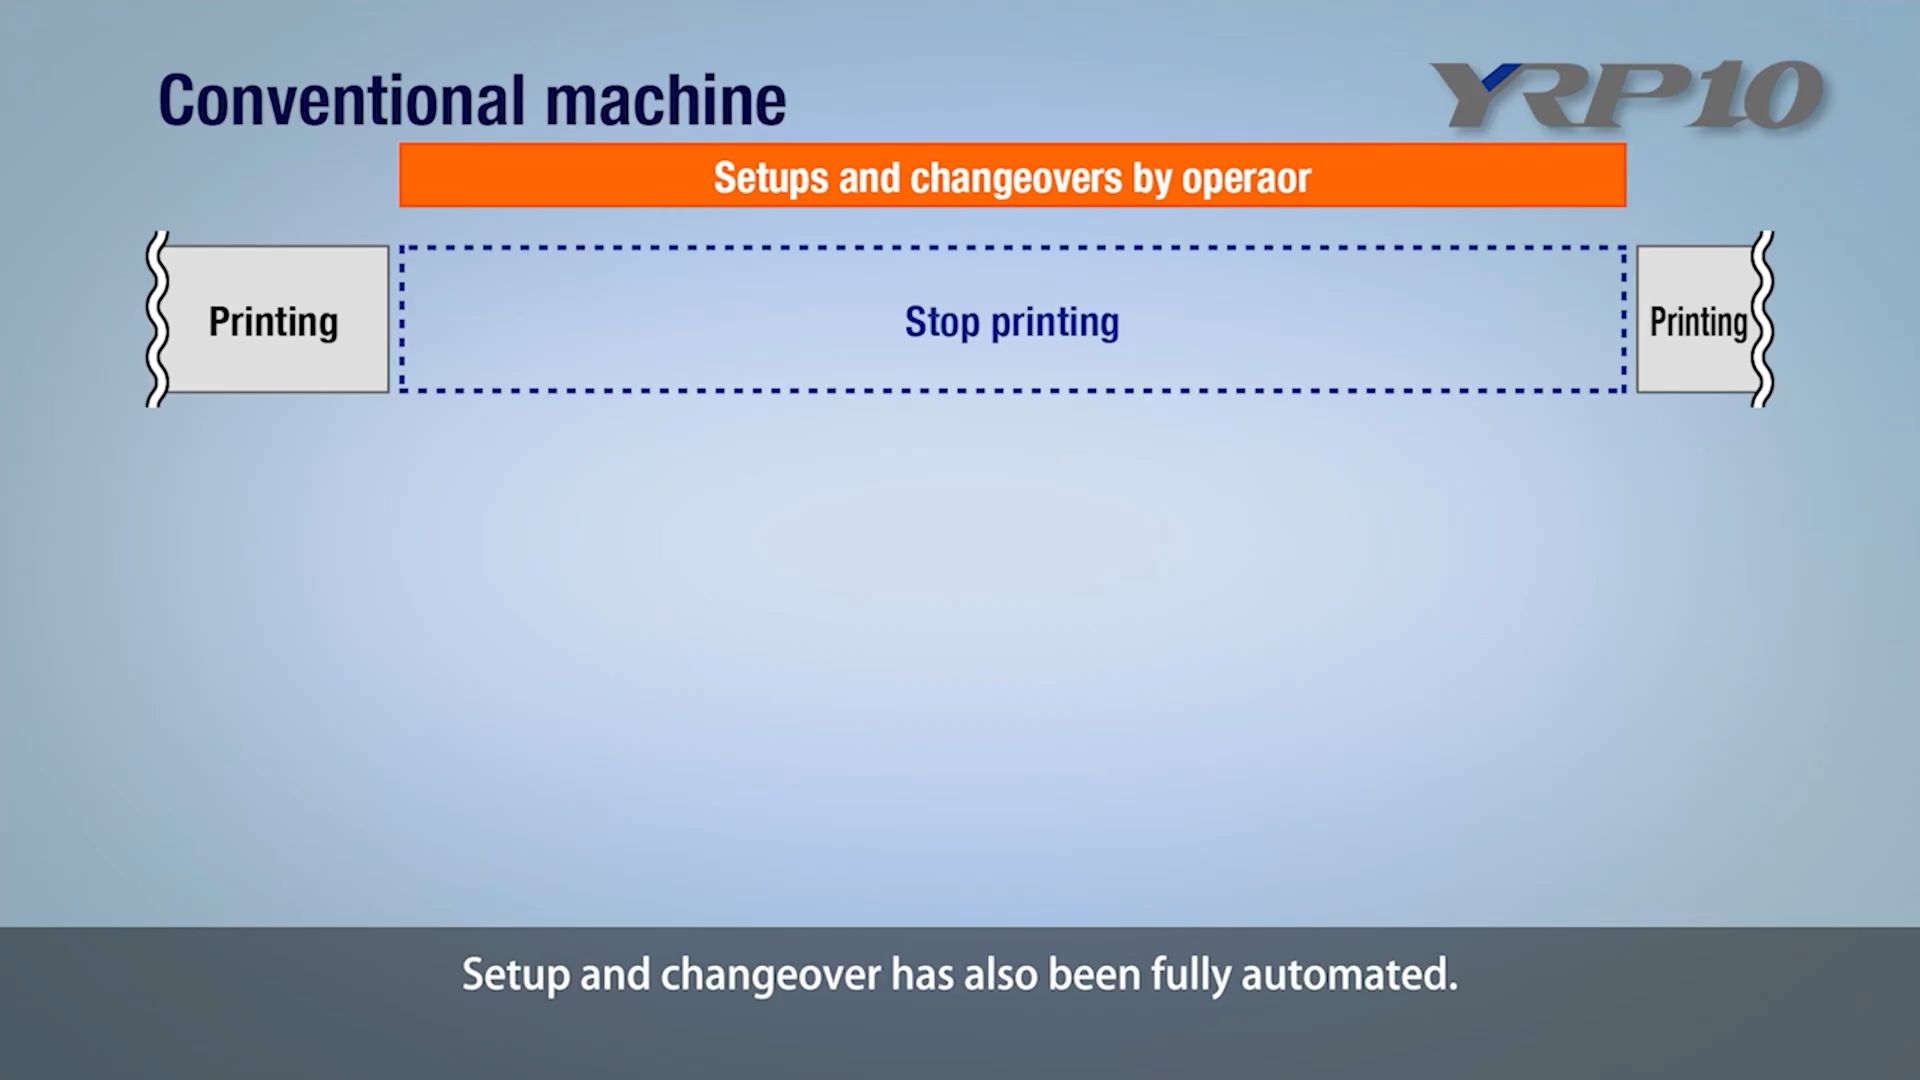 Conventional machine
YRP10
Setups and changeovers by operaor
Printing
Stop printing
Printing
Setup and changeover has also been fully automated.